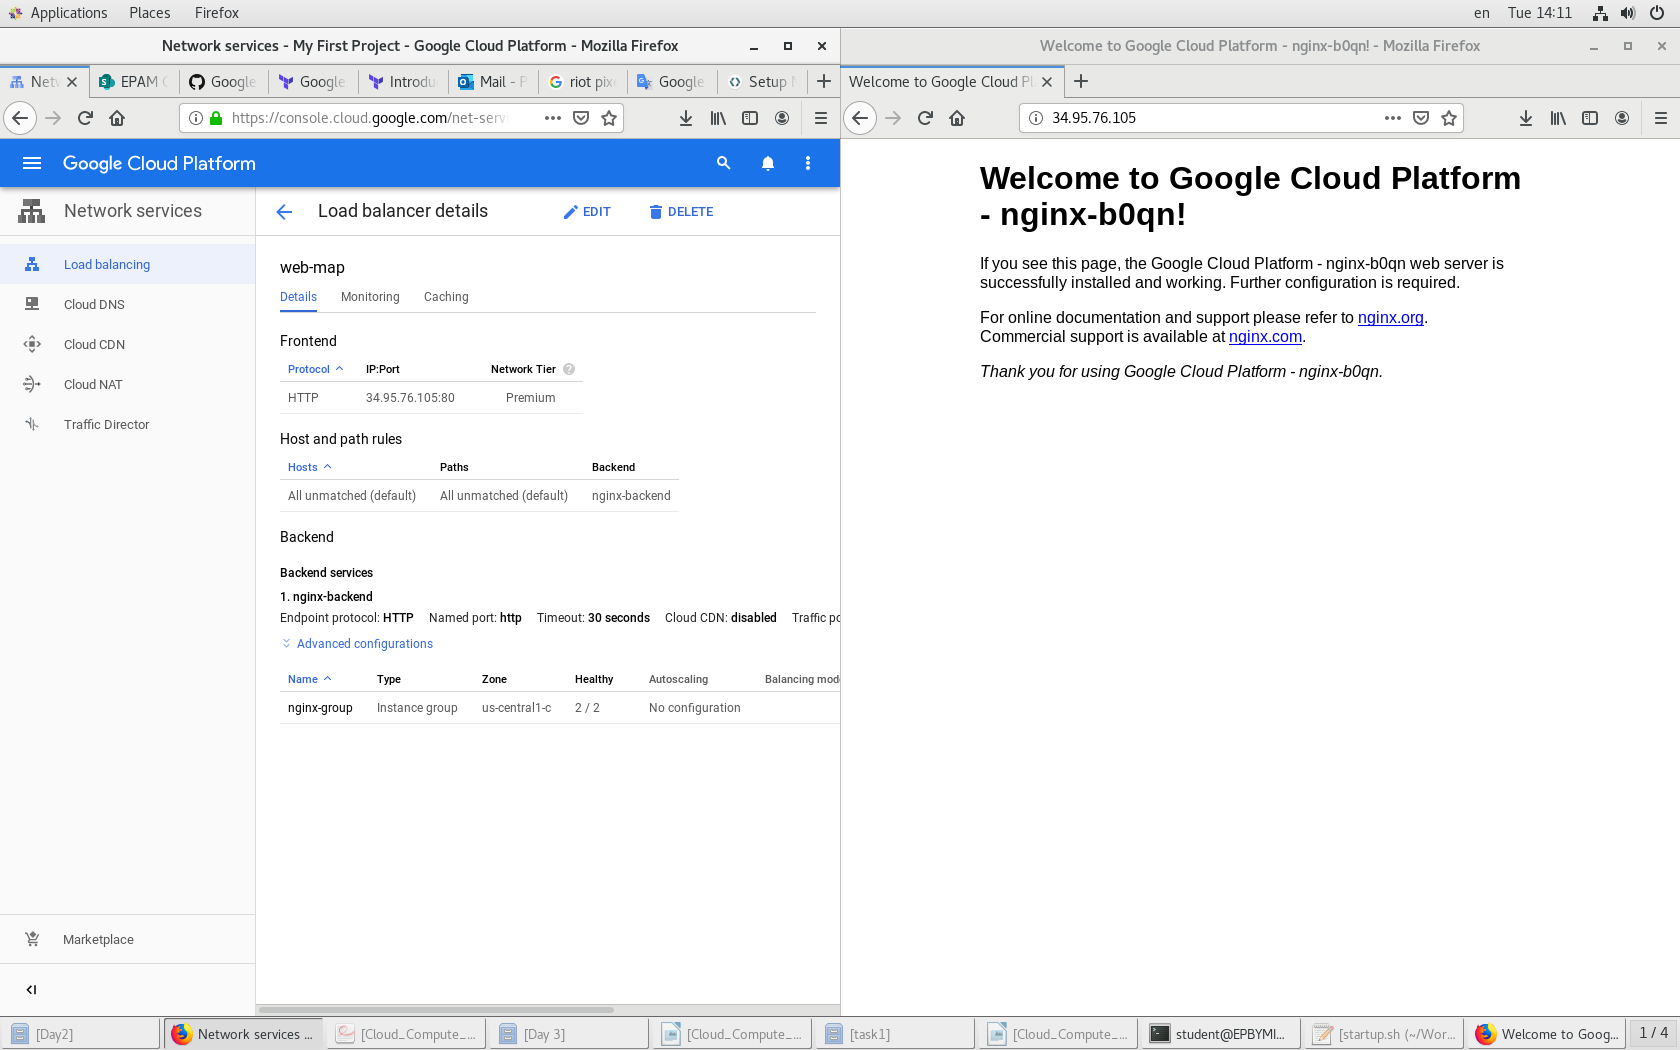 Applications Places Firefox en Tue 14:11
Network services - My First Project - Google Cloud Platform - Mozilla Firefox
Net EPAM Google Google Introdu Mail - P riot pix Google Setup
https://console.cloud.google.com/net-serv
Google Cloud Platform
Network services
Load balancing
Cloud DNS
Cloud CDN
Cloud NAT
Traffic Director
Marketplace
Load balancer details EDIT DELETE
web-map
Details Monitoring Caching
Frontend
Protocol IP:Port Network Tier ?
HTTP 34.95.76.105:80 Premium
Host and path rules
Hosts Paths Backend
All unmatched (default) All unmatched (default) nginx-backend
Backend
Backend services
1. nginx-backend
Endpoint protocol: HTTP Named port: http Timeout: 30 seconds Cloud CDN: disabled Traffic po
Advanced configurations
Name Type Zone Healthy Autoscaling Balancing mode
nginx-group Instance group us-central1-c 2 / 2 No configuration
Welcome to Google Cloud Platform - nginx-b0qn! - Mozilla Firefox
Welcome to Google Cloud Pl
34.95.76.105
Welcome to Google Cloud Platform
- nginx-b0qn!
If you see this page, the Google Cloud Platform - nginx-b0qn web server is
successfully installed and working. Further configuration is required.
For online documentation and support please refer to nginx.org.
Commercial support is available at nginx.com.
Thank you for using Google Cloud Platform - nginx-b0qn.
[Day2] Network services ... [Cloud_Compute_... [Day 3] [Cloud_Compute_... [task1] [Cloud_Compute_... student@EPBYMI... [startup.sh (~/Wor... Welcome to Goog... 1 / 4